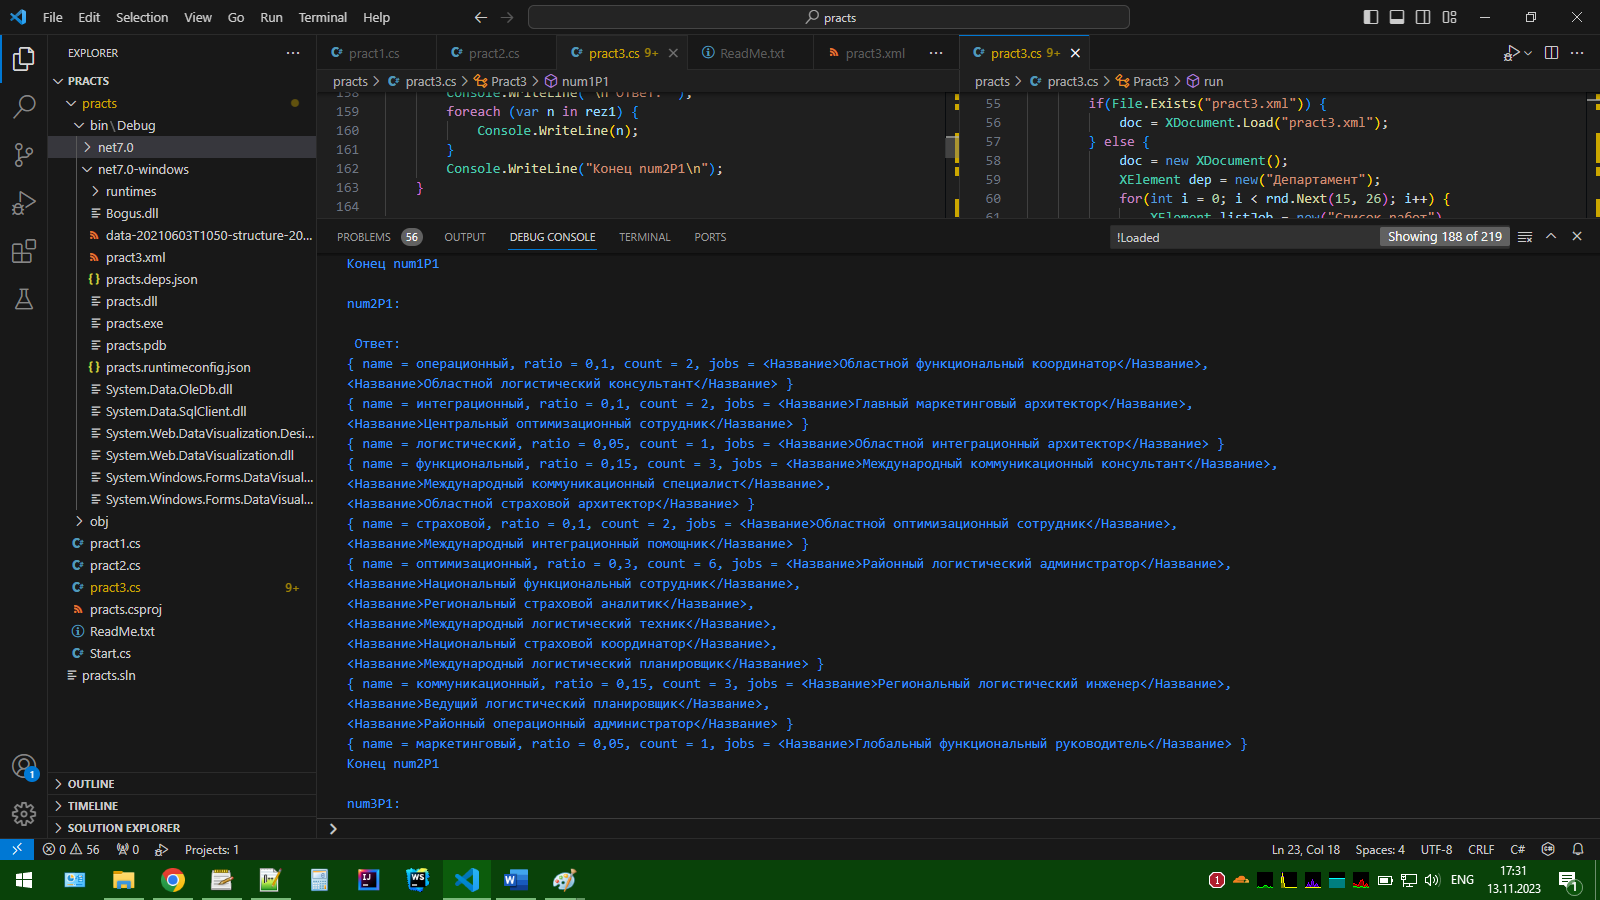 File Edit Selection View Go Run Terminal Help
practs
EXPLORER
PRACTS
practs
bin\Debug
net7.0
net7.0-windows
runtimes
Bogus.dll
data-20210603T1050-structure-20...
pract3.xml
practs.deps.json
practs.dll
practs.exe
practs.pdb
practs.runtimeconfig.json
System.Data.OleDb.dll
System.Data.SqlClient.dll
System.Web.DataVisualization.Desi...
System.Web.DataVisualization.dll
System.Windows.Forms.DataVisual...
System.Windows.Forms.DataVisual...
obj
pract1.cs
pract2.cs
pract3.cs 9+
practs.csproj
ReadMe.txt
Start.cs
practs.sln
OUTLINE
TIMELINE
SOLUTION EXPLORER
pract1.cs pract2.cs pract3.cs 9+ ReadMe.txt pract3.xml
practs > pract3.cs > Pract3 > num1P1
158 Console.WriteLine(" \n Ответ: ");
159 foreach (var n in rez1) {
160 Console.WriteLine(n);
161 }
162 Console.WriteLine("Конец num2P1\n");
163 }
164
pract3.cs 9+
practs > pract3.cs > Pract3 > run
55 if(File.Exists("pract3.xml")) {
56 doc = XDocument.Load("pract3.xml");
57 } else {
58 doc = new XDocument();
59 XElement dep = new("Департамент");
60 for(int i = 0; i < rnd.Next(15, 26); i++) {
61 XElement listJob = new("Список работ")
PROBLEMS 56 OUTPUT DEBUG CONSOLE TERMINAL PORTS
!Loaded Showing 188 of 219
Конец num1P1
num2P1:
Ответ:
{ name = операционный, ratio = 0,1, count = 2, jobs = <Название>Областной функциональный координатор</Название>,
<Название>Областной логистический консультант</Название> }
{ name = интеграционный, ratio = 0,1, count = 2, jobs = <Название>Главный маркетинговый архитектор</Название>,
<Название>Центральный оптимизационный сотрудник</Название> }
{ name = логистический, ratio = 0,05, count = 1, jobs = <Название>Областной интеграционный архитектор</Название> }
{ name = функциональный, ratio = 0,15, count = 3, jobs = <Название>Международный коммуникационный консультант</Название>,
<Название>Международный коммуникационный специалист</Название>,
<Название>Областной страховой архитектор</Название> }
{ name = страховой, ratio = 0,1, count = 2, jobs = <Название>Областной оптимизационный сотрудник</Название>,
<Название>Международный интеграционный помощник</Название> }
{ name = оптимизационный, ratio = 0,3, count = 6, jobs = <Название>Районный логистический администратор</Название>,
<Название>Национальный функциональный сотрудник</Название>,
<Название>Региональный страховой аналитик</Название>,
<Название>Международный логистический техник</Название>,
<Название>Национальный страховой координатор</Название>,
<Название>Международный логистический планировщик</Название> }
{ name = коммуникационный, ratio = 0,15, count = 3, jobs = <Название>Региональный логистический инженер</Название>,
<Название>Ведущий логистический планировщик</Название>,
<Название>Районный операционный администратор</Название> }
{ name = маркетинговый, ratio = 0,05, count = 1, jobs = <Название>Глобальный функциональный руководитель</Название> }
Конец num2P1
num3P1:
0 56 0 Projects: 1 Ln 23, Col 18 Spaces: 4 UTF-8 CRLF C#
ENG 17:31
13.11.2023